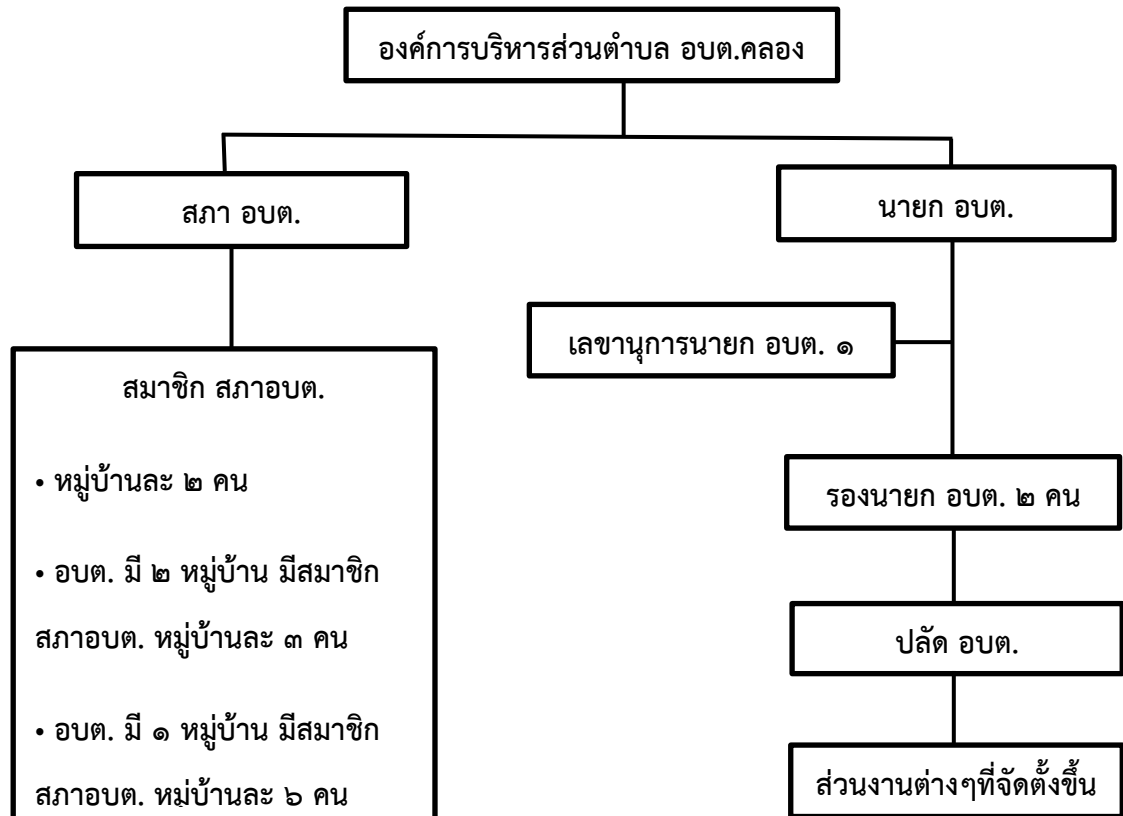 องค์การบริหารส่วนตำบล อบต.คลอง
สภา อบต.
นายก อบต.
เลขานุการนายก อบต. ๑
สมาชิก สภาอบต.
• หมู่บ้านละ ๒ คน
• อบต. มี ๒ หมู่บ้าน มีสมาชิก
สภาอบต. หมู่บ้านละ ๓ คน
• อบต. มี ๑ หมู่บ้าน มีสมาชิก
สภาอบต. หมู่บ้านละ ๖ คน
รองนายก อบต. ๒ คน
ปลัด อบต.
ส่วนงานต่างๆที่จัดตั้งขึ้น